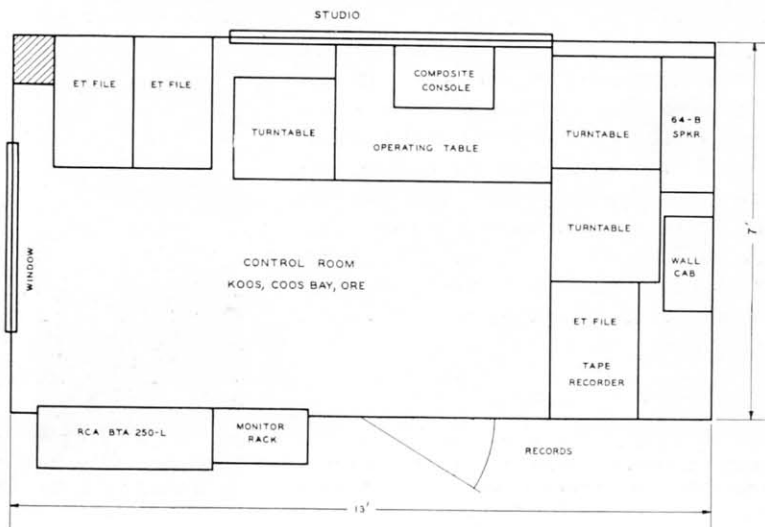 STUDIO
ET FILE
ET FILE
TURNTABLE
COMPOSITE
CONSOLE
OPERATING TABLE
TURNTABLE
64-B
SPKR.
WINDOW
CONTROL ROOM
KOOS, COOS BAY, ORE
TURNTABLE
WALL
CAB
7'
ET FILE
TAPE
RECORDER
RCA BTA 250-L
MONITOR
RACK
RECORDS
13'